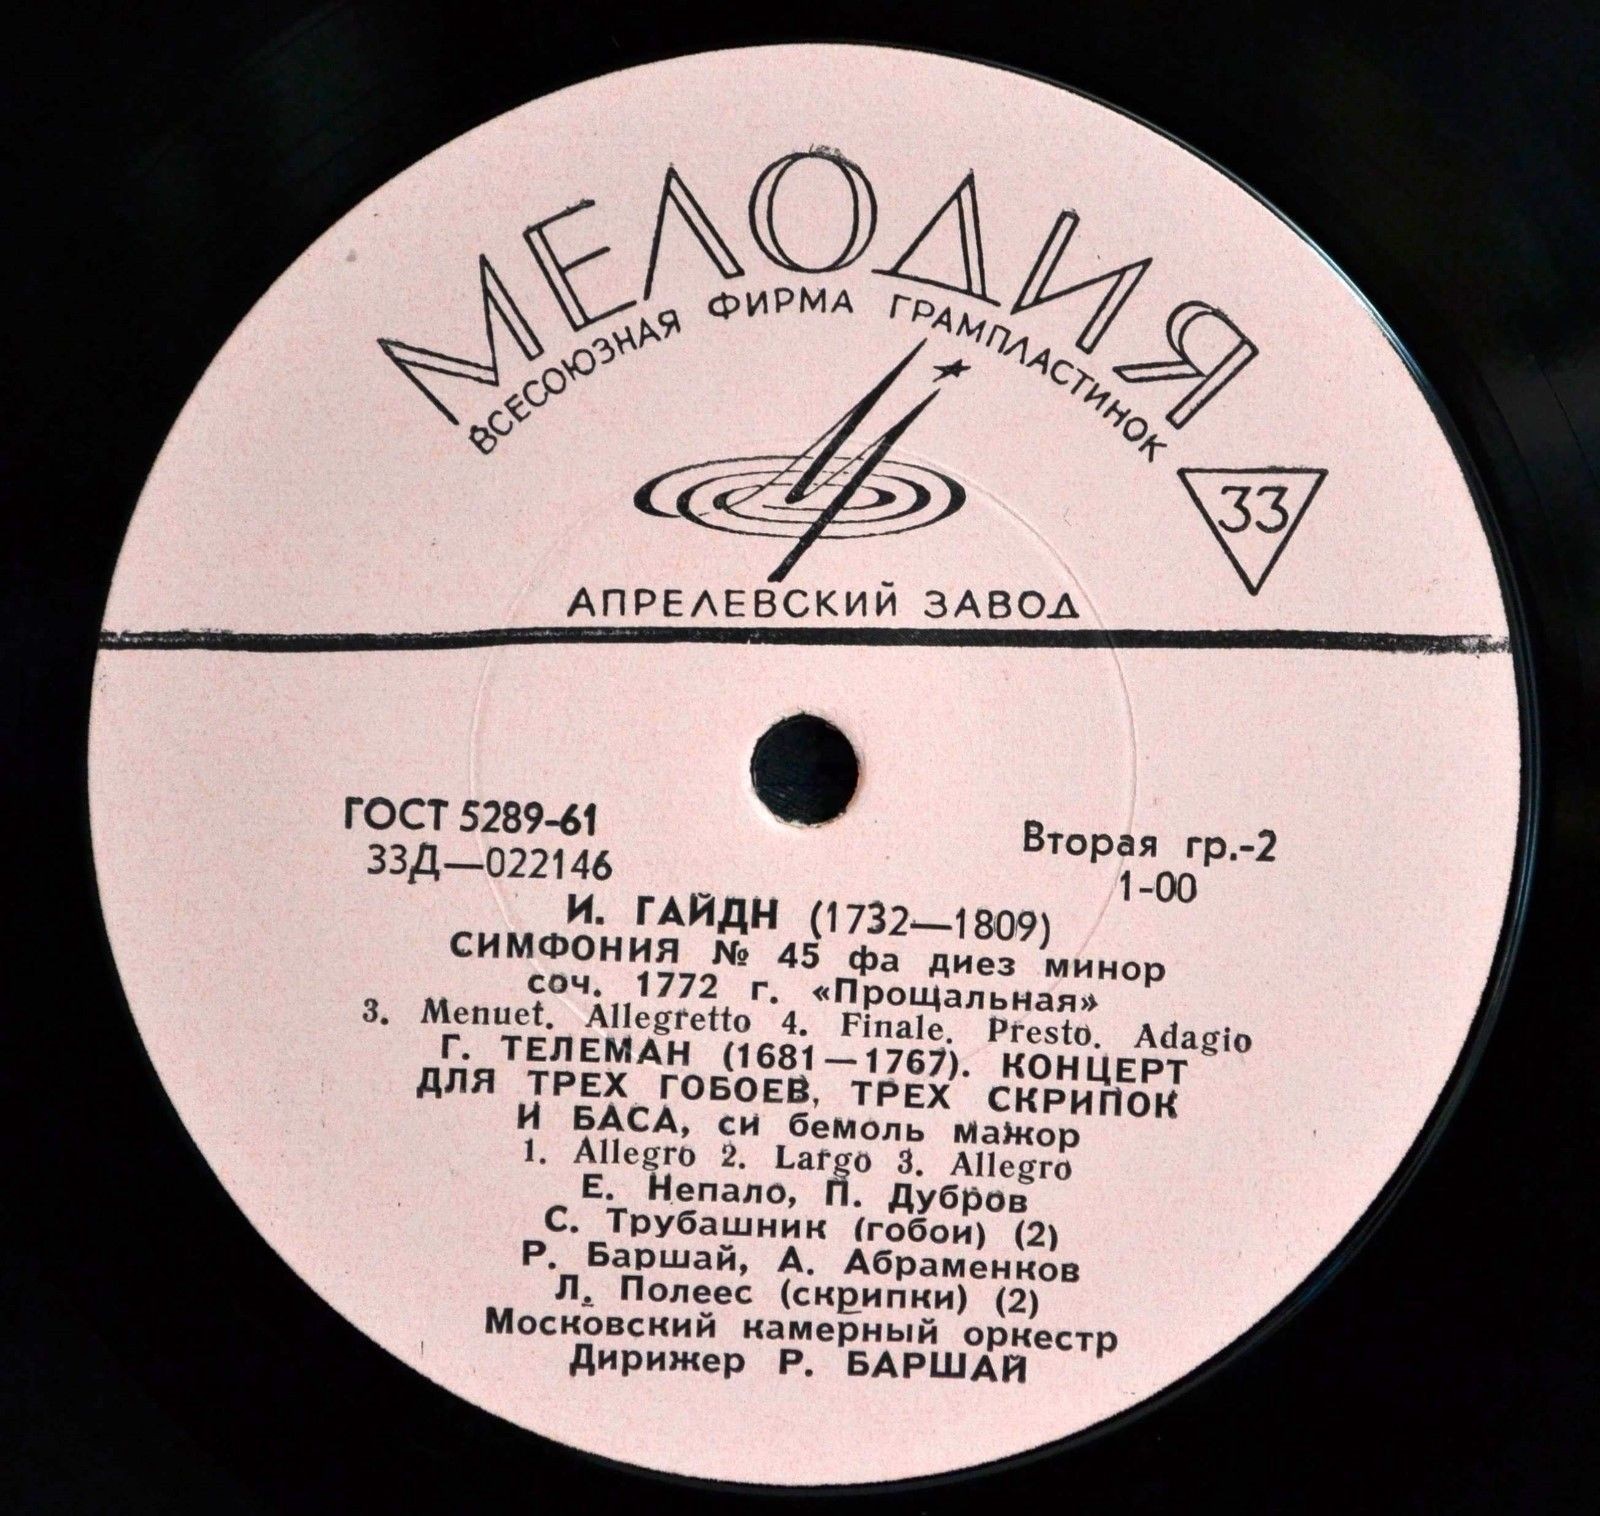 МЕЛОДИЯ
ВСЕСОЮЗНАЯ ФИРМА ГРАМПЛАСТИНОК
33
АПРЕЛЕВСКИЙ ЗАВОД
ГОСТ 5289-61
Вторая гр.-2
33Д—022146
1-00
И. ГАЙДН (1732—1809)
СИМФОНИЯ № 45 фа диез минор
соч. 1772 г. «Прощальная»
3. Menuet. Allegretto 4. Finale. Presto. Adagio
Г. ТЕЛЕМАН (1681—1767). КОНЦЕРТ
ДЛЯ ТРЕХ ГОБОЕВ, ТРЕХ СКРИПОК
И БАСА, си бемоль мажор
1. Allegro 2. Largo 3. Allegro
Е. Непало, П. Дубров
С. Трубашник (гобои) (2)
Р. Баршай, А. Абраменков
Л. Полеес (скрипки) (2)
Московский камерный оркестр
Дирижер Р. БАРШАЙ